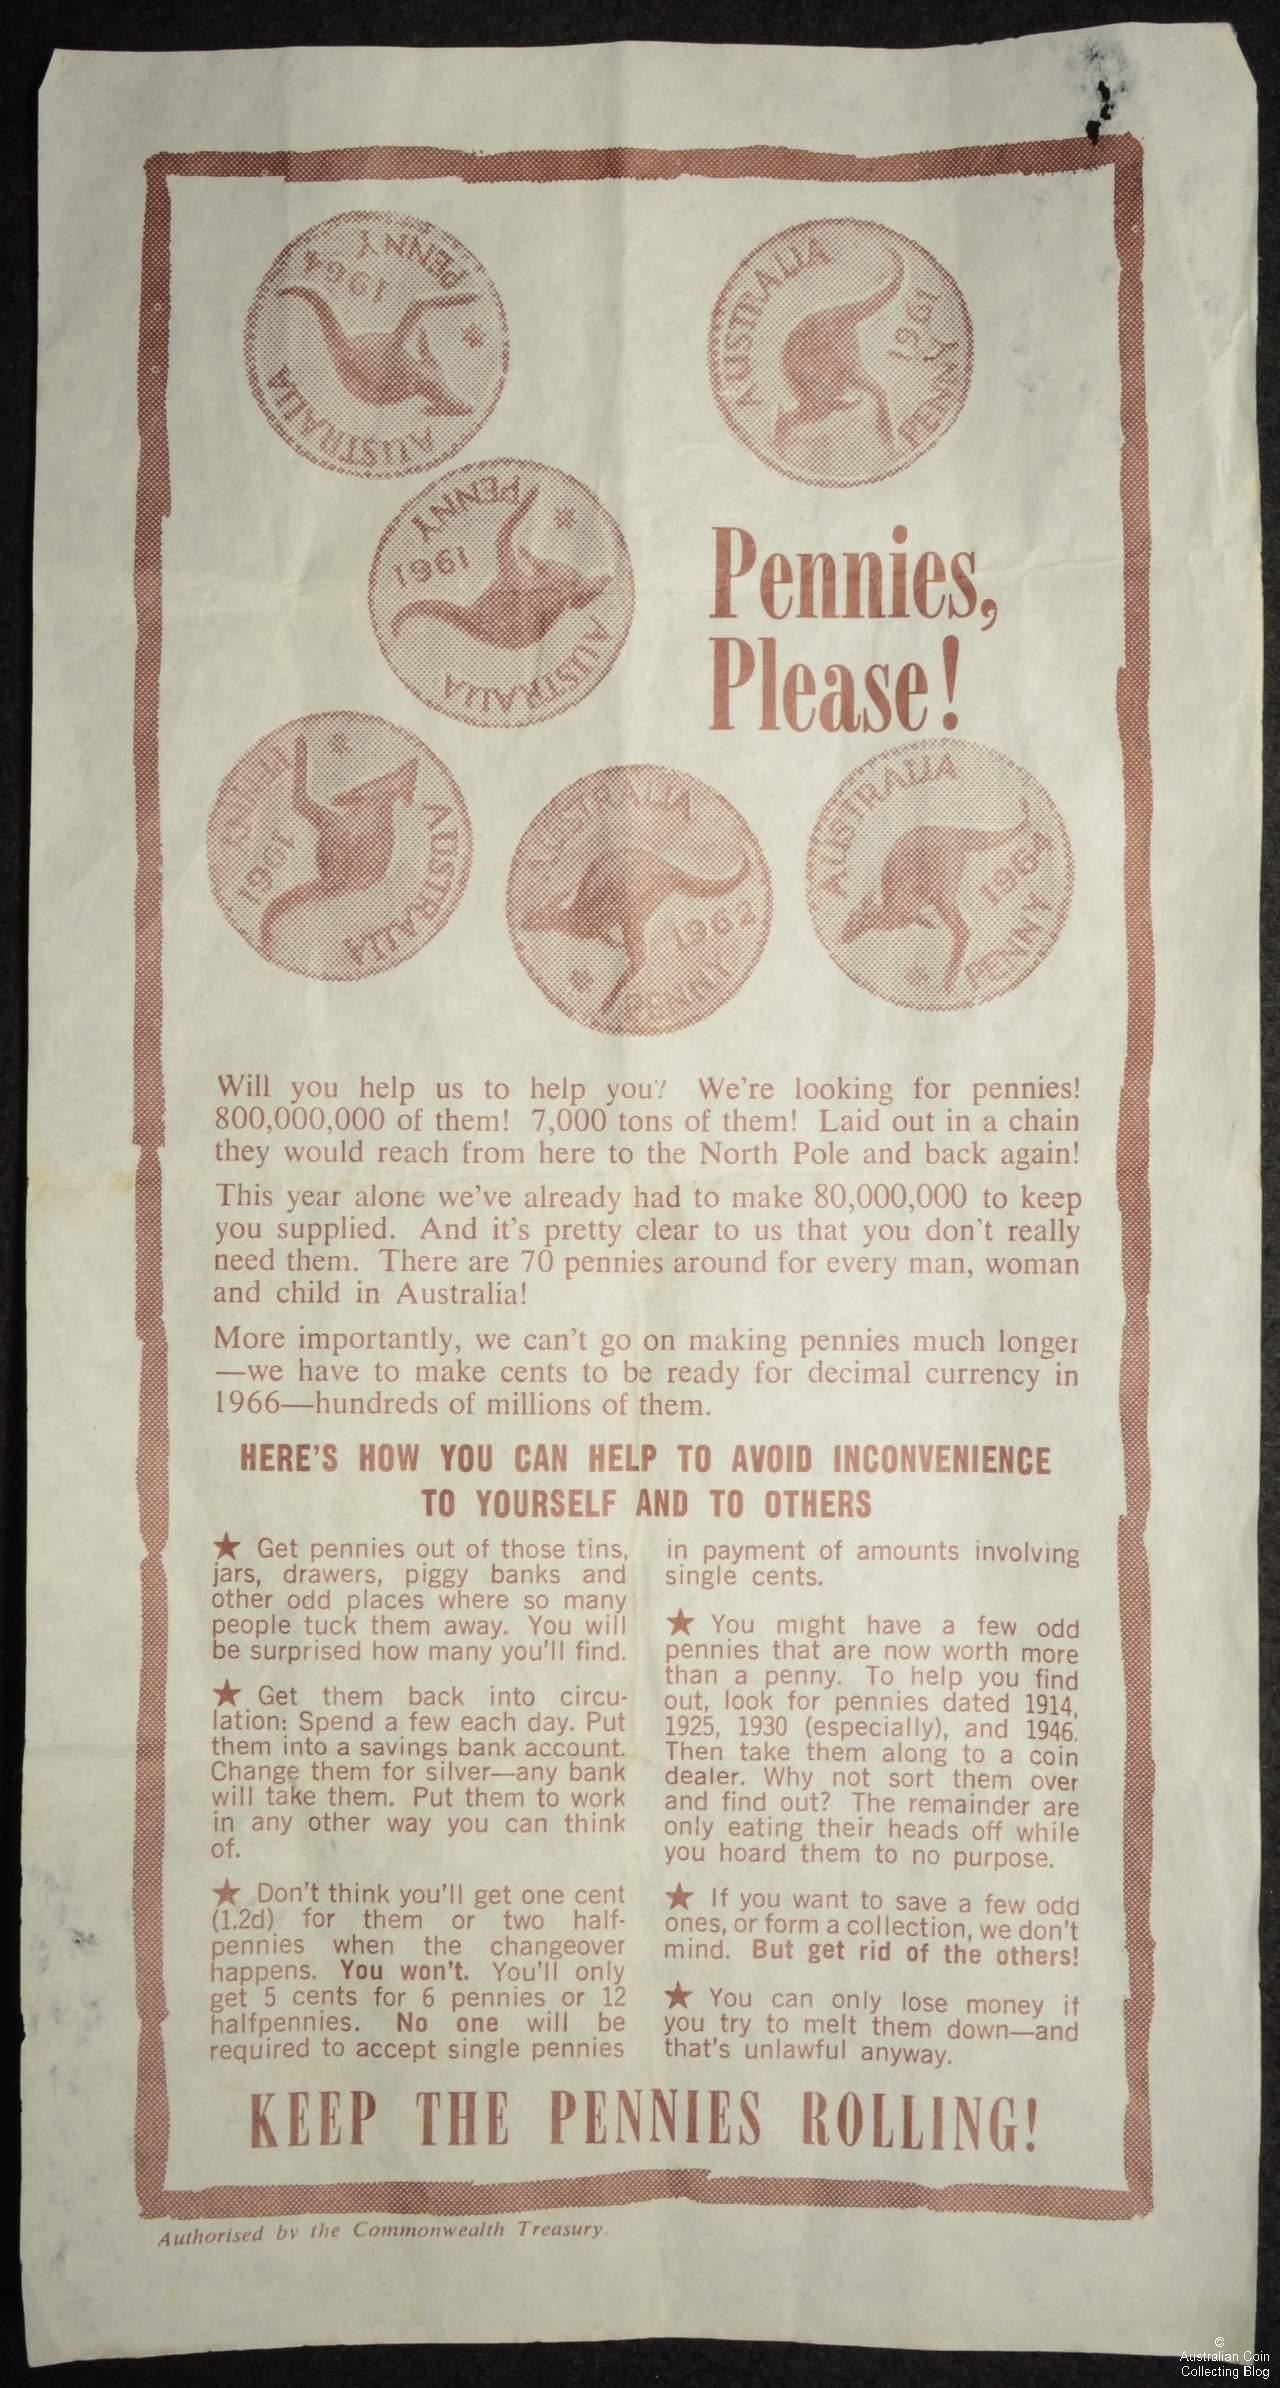 PENNY
1964
AUSTRALIA
AUSTRALIA
1961
PENNY
PENNY
1961
AUSTRALIA
Pennies,
Please!
PENNY
1961
AUSTRALIA
AUSTRALIA
1962
PENNY
AUSTRALIA
1964
PENNY
Will you help us to help you? We're looking for pennies!
800,000,000 of them! 7,000 tons of them! Laid out in a chain
they would reach from here to the North Pole and back again!
This year alone we've already had to make 80,000,000 to keep
you supplied. And it's pretty clear to us that you don't really
need them. There are 70 pennies around for every man, woman
and child in Australia!
More importantly, we can't go on making pennies much longer
—we have to make cents to be ready for decimal currency in
1966—hundreds of millions of them.
HERE'S HOW YOU CAN HELP TO AVOID INCONVENIENCE
TO YOURSELF AND TO OTHERS
★ Get pennies out of those tins,
jars, drawers, piggy banks and
other odd places where so many
people tuck them away. You will
be surprised how many you'll find.
★ Get them back into circu-
lation: Spend a few each day. Put
them into a savings bank account.
Change them for silver—any bank
will take them. Put them to work
in any other way you can think
of.
★ Don't think you'll get one cent
(1.2d) for them or two half-
pennies when the changeover
happens. You won't. You'll only
get 5 cents for 6 pennies or 12
halfpennies. No one will be
required to accept single pennies
in payment of amounts involving
single cents.
★ You might have a few odd
pennies that are now worth more
than a penny. To help you find
out, look for pennies dated 1914,
1925, 1930 (especially), and 1946.
Then take them along to a coin
dealer. Why not sort them over
and find out? The remainder are
only eating their heads off while
you hoard them to no purpose.
★ If you want to save a few odd
ones, or form a collection, we don't
mind. But get rid of the others!
★ You can only lose money if
you try to melt them down—and
that's unlawful anyway.
KEEP THE PENNIES ROLLING!
Authorised by the Commonwealth Treasury.
©
Australian Coin
Collecting Blog